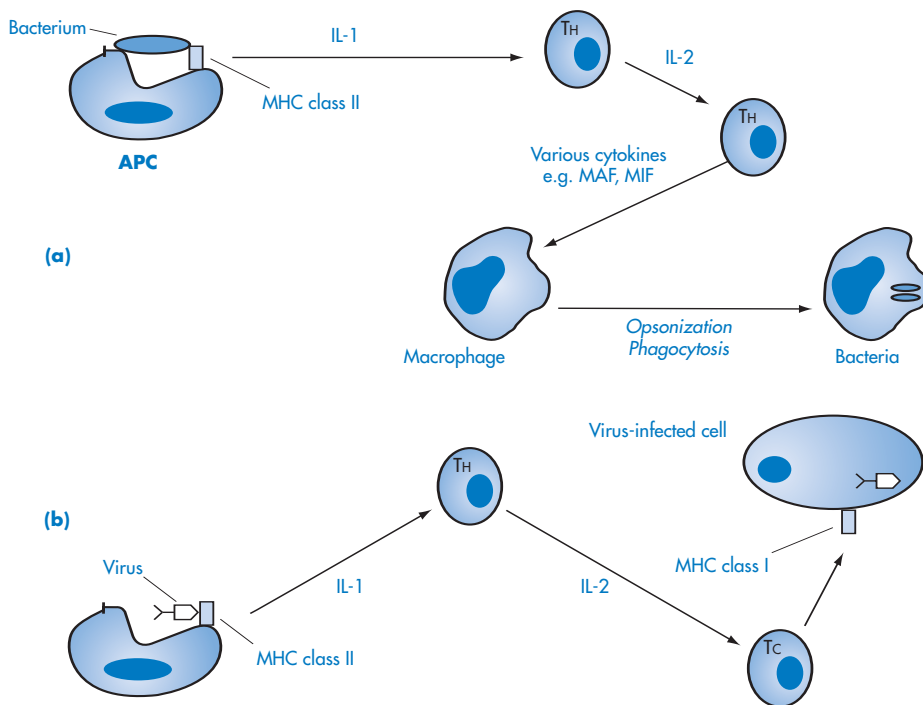 Bacterium
IL-1
TH
IL-2
MHC class II
APC
TH
Various cytokines
e.g. MAF, MIF
(a)
Macrophage
Opsonization
Phagocytosis
Bacteria
Virus-infected cell
TH
(b)
MHC class I
Virus
IL-1
IL-2
MHC class II
TC